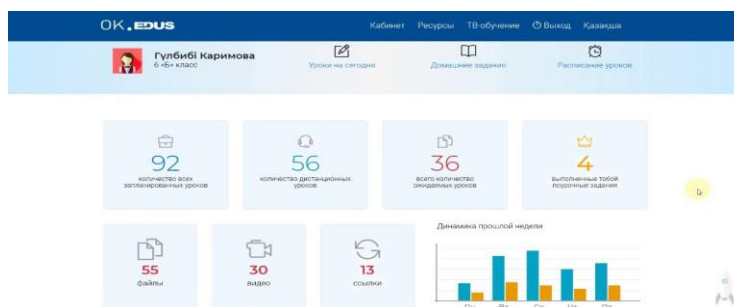 OK.EDUS
Кабинет Ресурсы ТВ-обучение Выход Қазақша
Гүлбибі Каримова
6 «Б» класс
Уроки на сегодня
Домашние задания
Расписание уроков
92
количество всех
запланированных уроков
56
количество дистанционных
уроков
36
всего количество
ожидаемых уроков
4
выполненные тобой
поурочные задания
55
файлы
30
видео
13
ссылки
Динамика прошлой недели